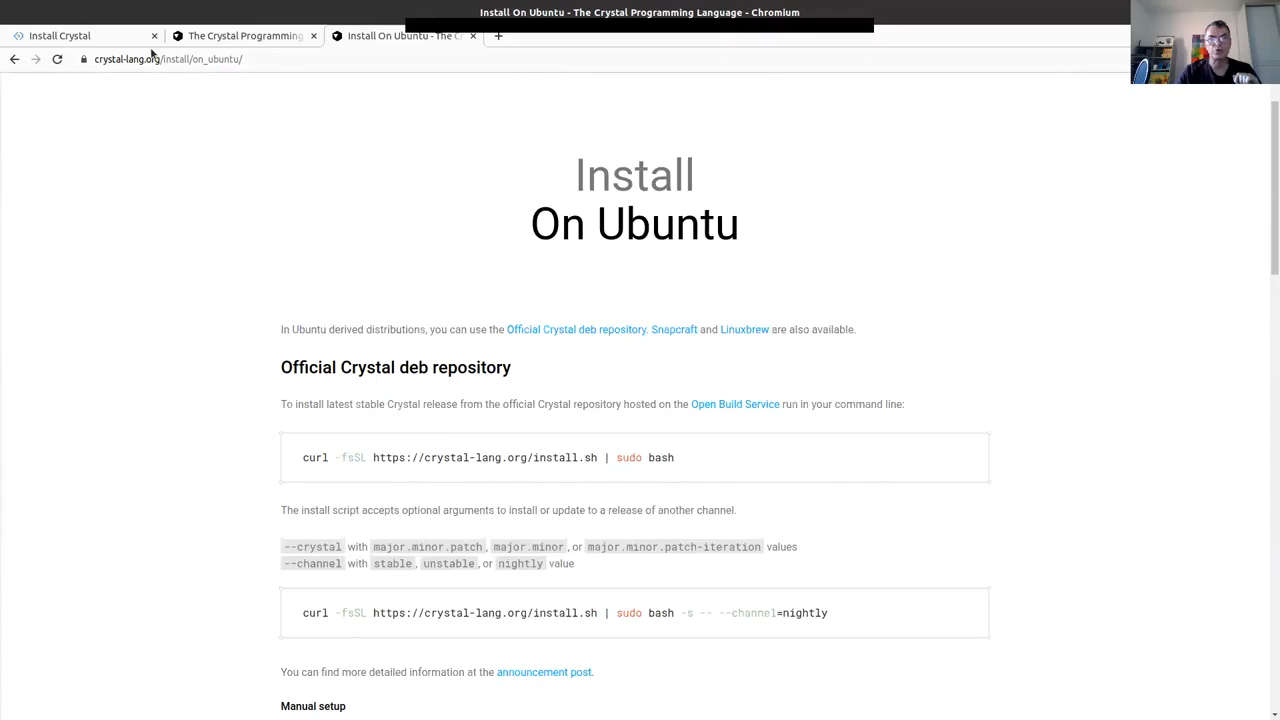 Install On Ubuntu - The Crystal Programming Language - Chromium
Install Crystal
The Crystal Programming
Install On Ubuntu - The C
crystal-lang.org/install/on_ubuntu/
Install
On Ubuntu
In Ubuntu derived distributions, you can use the Official Crystal deb repository. Snapcraft and Linuxbrew are also available.
Official Crystal deb repository
To install latest stable Crystal release from the official Crystal repository hosted on the Open Build Service run in your command line:
curl -fsSL https://crystal-lang.org/install.sh | sudo bash
The install script accepts optional arguments to install or update to a release of another channel.
--crystal with major.minor.patch, major.minor, or major.minor.patch-iteration values
--channel with stable, unstable, or nightly value
curl -fsSL https://crystal-lang.org/install.sh | sudo bash -s -- --channel=nightly
You can find more detailed information at the announcement post.
Manual setup